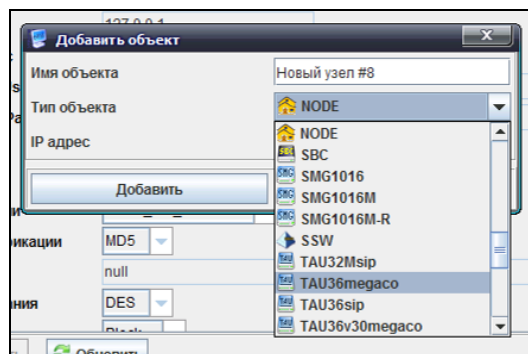 127.0.0.1
Добавить объект
Имя объекта
Новый узел #8
Тип объекта
NODE
IP адрес
NODE
SBC
SMG1016
SMG1016M
SMG1016M-R
SSW
TAU32Msip
TAU36megaco
TAU36sip
TAU36v30megaco
Добавить
MD5
null
DES
Обновить